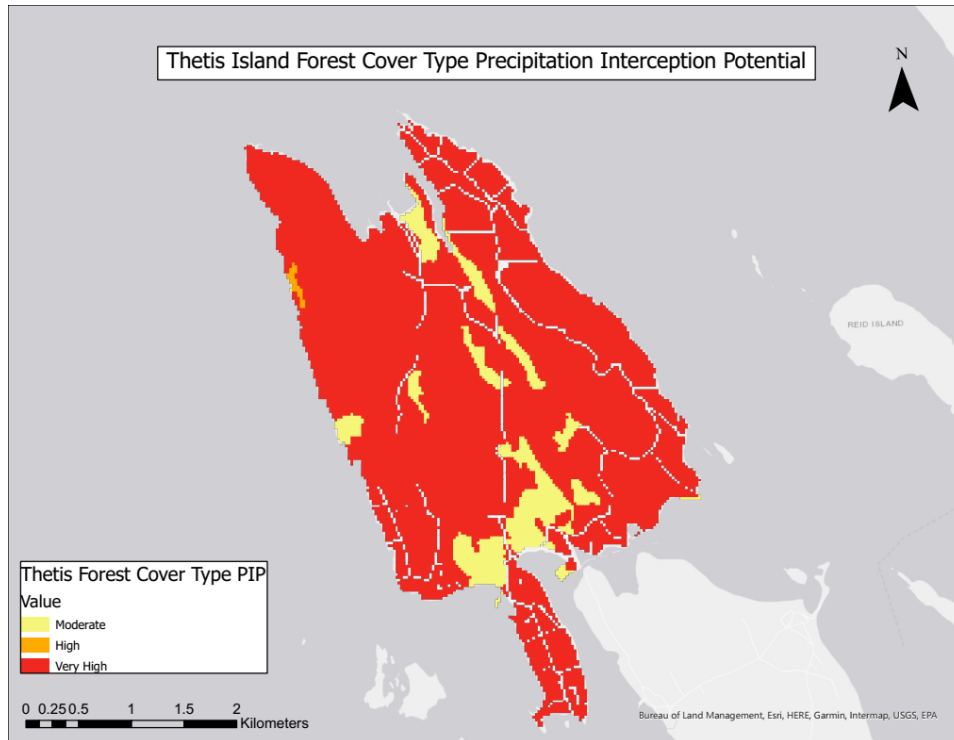 Thetis Island Forest Cover Type Precipitation Interception Potential
N
REID ISLAND
Thetis Forest Cover Type PIP
Value
Moderate
High
Very High
0 0.25 0.5 1 1.5 2
Kilometers
Bureau of Land Management, Esri, HERE, Garmin, Intermap, USGS, EPA